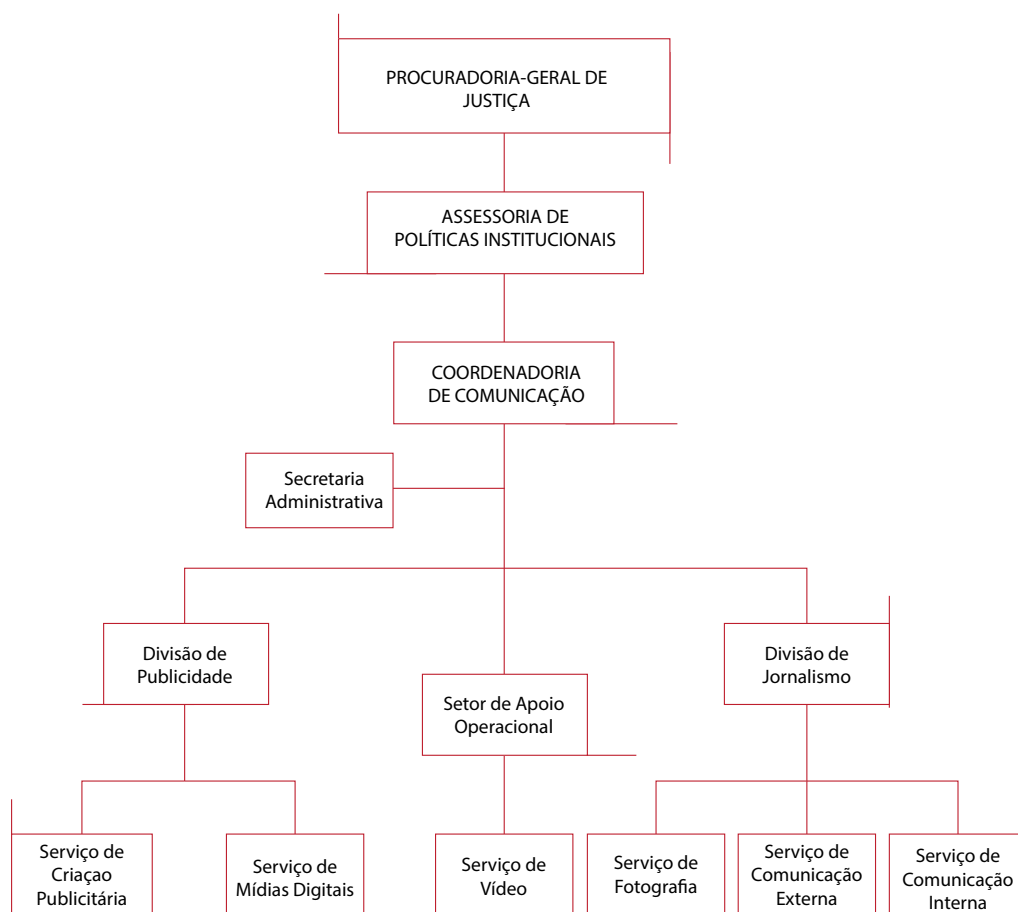 PROCURADORIA-GERAL DE
JUSTIÇA
ASSESSORIA DE
POLÍTICAS INSTITUCIONAIS
COORDENADORIA
DE COMUNICAÇÃO
Secretaria
Administrativa
Divisão de
Publicidade
Setor de Apoio
Operacional
Divisão de
Jornalismo
Serviço de
Criaçao
Publicitária
Serviço de
Mídias Digitais
Serviço de
Vídeo
Serviço de
Fotografia
Serviço de
Comunicação
Externa
Serviço de
Comunicação
Interna